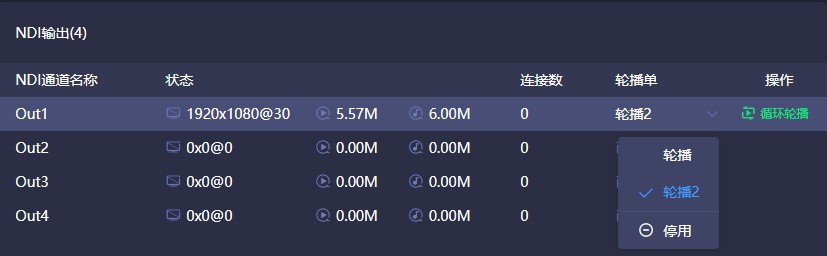 NDI输出(4)
NDI通道名称 状态 连接数 轮播单 操作
Out1 1920x1080@30 5.57M 6.00M 0 轮播2 循环轮播
Out2 0x0@0 0.00M 0.00M 0
Out3 0x0@0 0.00M 0.00M 0
Out4 0x0@0 0.00M 0.00M 0
轮播
轮播2
停用